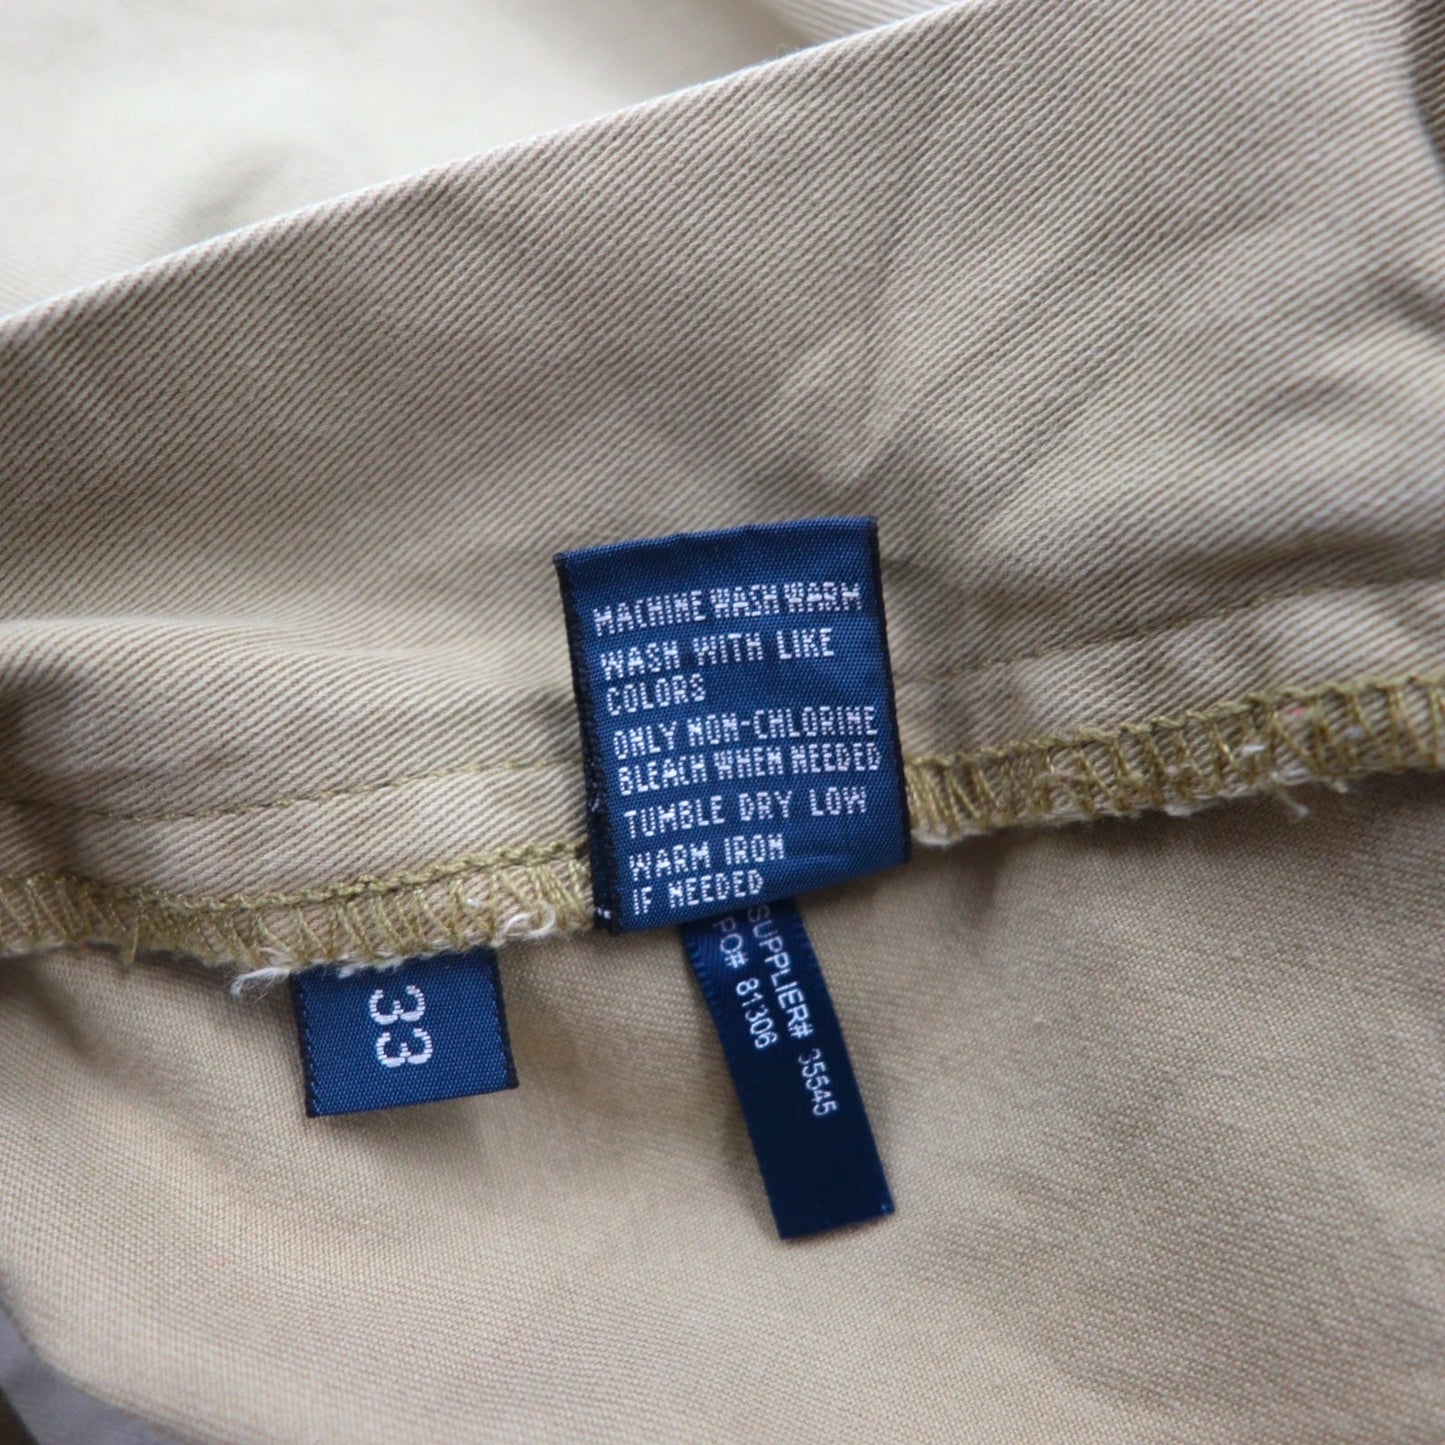 MACHINE WASH WARM
WASH WITH LIKE
COLORS
ONLY NON-CHLORINE
BLEACH WHEN NEEDED
TUMBLE DRY LOW
WARM IRON
IF NEEDED
SUPPLIER# 35545
PO# 81306
33